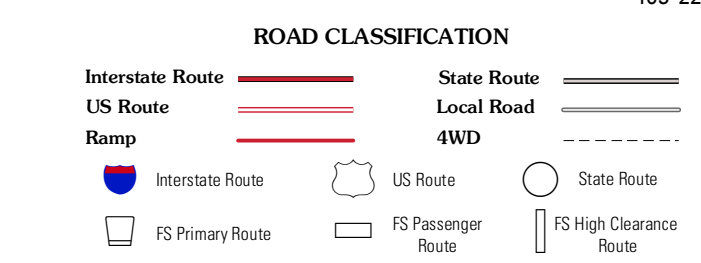 ROAD CLASSIFICATION
Interstate Route
State Route
US Route
Local Road
Ramp
4WD
Interstate Route
US Route
State Route
FS Primary Route
FS Passenger
Route
FS High Clearance
Route